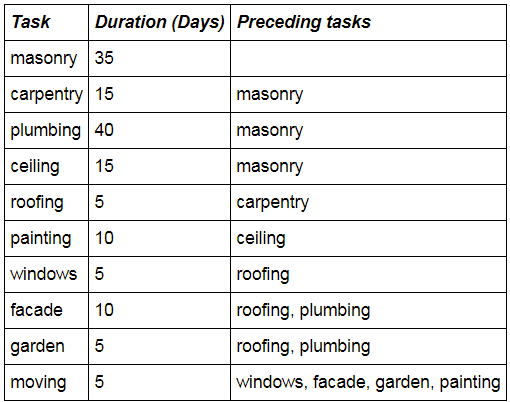 Task Duration (Days) Preceding tasks
masonry 35
carpentry 15 masonry
plumbing 40 masonry
ceiling 15 masonry
roofing 5 carpentry
painting 10 ceiling
windows 5 roofing
facade 10 roofing, plumbing
garden 5 roofing, plumbing
moving 5 windows, facade, garden, painting